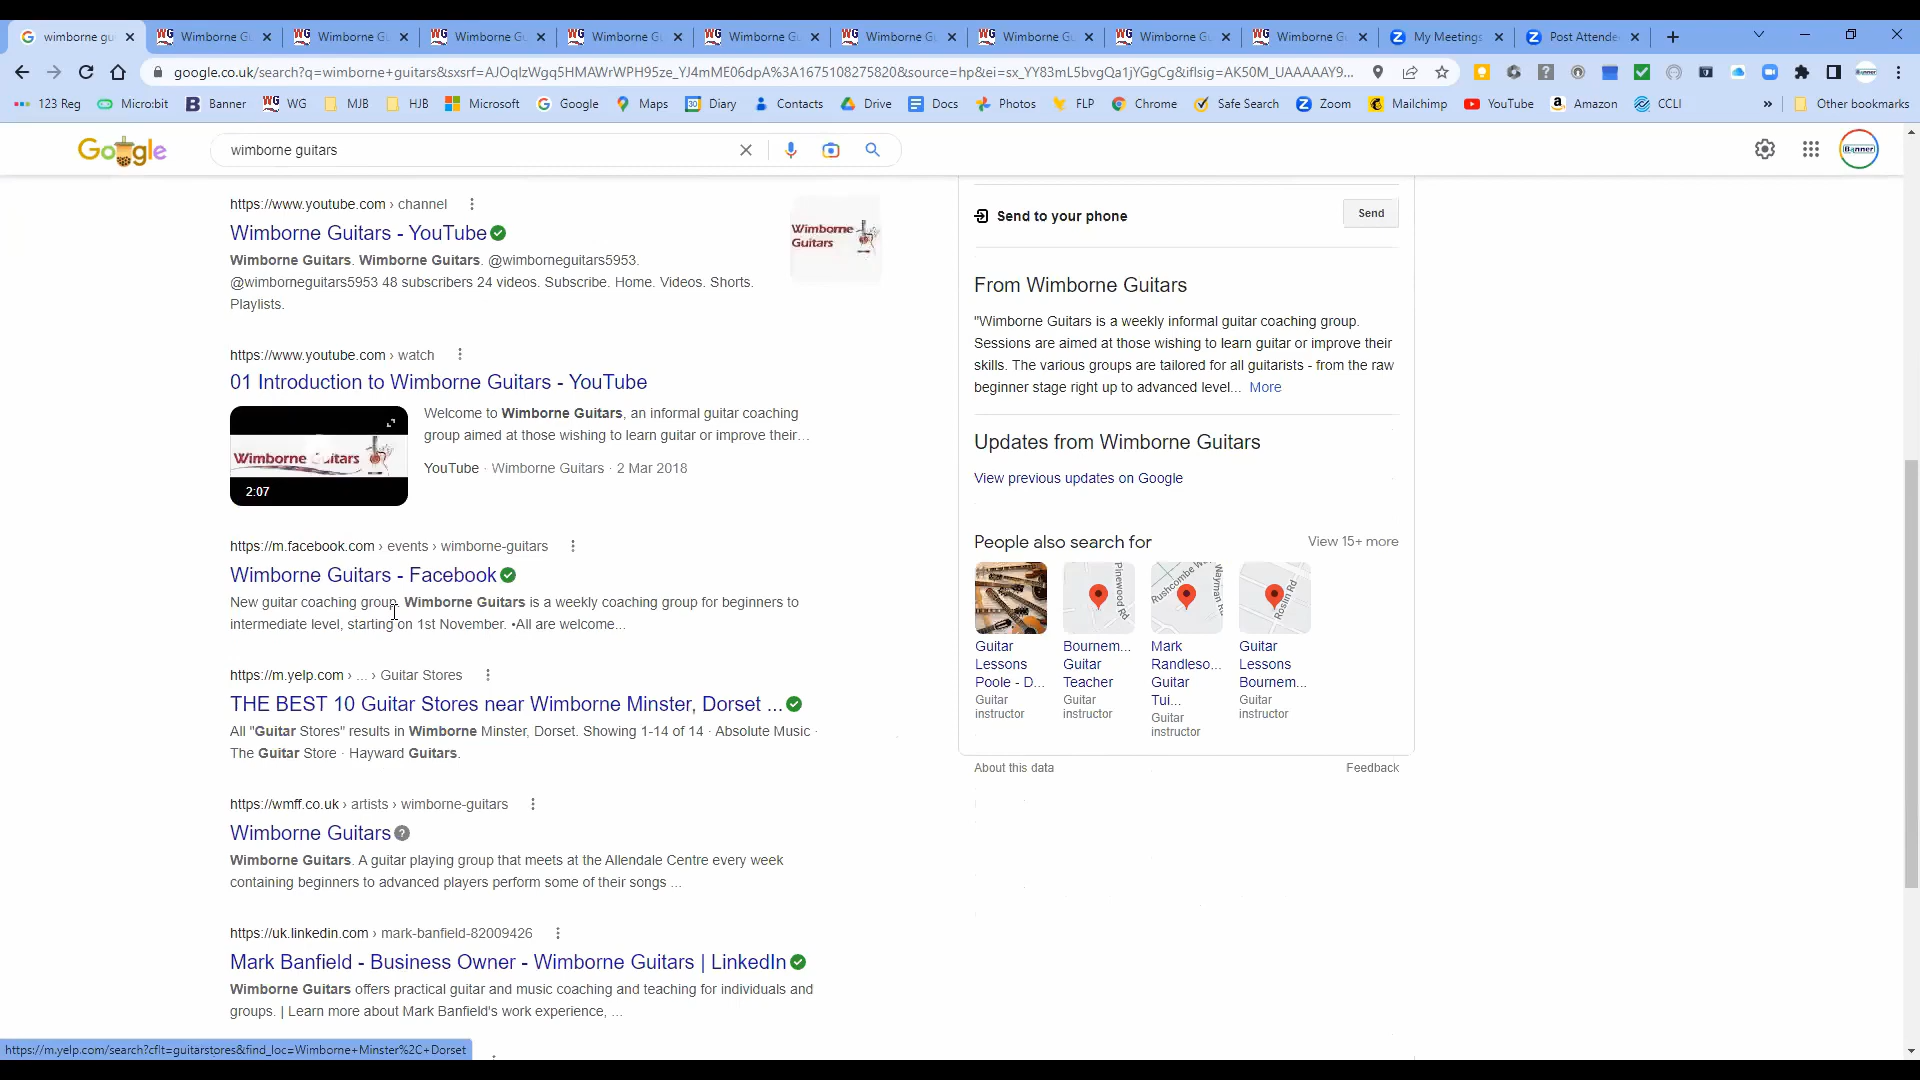 wimborne gu
Wimborne G
Wimborne G
Wimborne G
Wimborne G
Wimborne G
Wimborne G
Wimborne G
Wimborne G
Wimborne G
My Meetings
Post Attende
google.co.uk/search?q=wimborne+guitars&sxsrf=AJOqlzWgq5HMAWrWPH95ze_YJ4mME06dpA%3A1675108275820&source=hp&ei=sx_YY83mL5bvgQa1jYGgCg&iflsig=AK50M_UAAAAAY9...
123 Reg
Micro:bit
Banner
WG
MJB
HJB
Microsoft
Google
Maps
Diary
Contacts
Drive
Docs
Photos
FLP
Chrome
Safe Search
Zoom
Mailchimp
YouTube
Amazon
CCLI
Other bookmarks
wimborne guitars
Banner
https://www.youtube.com › channel
Wimborne Guitars - YouTube
Wimborne Guitars. Wimborne Guitars. @wimborneguitars5953.
@wimborneguitars5953 48 subscribers 24 videos. Subscribe. Home. Videos. Shorts.
Playlists.
Wimborne
Guitars
https://www.youtube.com › watch
01 Introduction to Wimborne Guitars - YouTube
Welcome to Wimborne Guitars, an informal guitar coaching
group aimed at those wishing to learn guitar or improve their...
YouTube · Wimborne Guitars · 2 Mar 2018
2:07
https://m.facebook.com › events › wimborne-guitars
Wimborne Guitars - Facebook
New guitar coaching group. Wimborne Guitars is a weekly coaching group for beginners to
intermediate level, starting on 1st November. •All are welcome...
https://m.yelp.com › ... › Guitar Stores
THE BEST 10 Guitar Stores near Wimborne Minster, Dorset ...
All "Guitar Stores" results in Wimborne Minster, Dorset. Showing 1-14 of 14 · Absolute Music ·
The Guitar Store · Hayward Guitars.
https://wmff.co.uk › artists › wimborne-guitars
Wimborne Guitars
Wimborne Guitars. A guitar playing group that meets at the Allendale Centre every week
containing beginners to advanced players perform some of their songs ...
https://uk.linkedin.com › mark-banfield-82009426
Mark Banfield - Business Owner - Wimborne Guitars | LinkedIn
Wimborne Guitars offers practical guitar and music coaching and teaching for individuals and
groups. | Learn more about Mark Banfield's work experience, ...
Send to your phone
Send
From Wimborne Guitars
"Wimborne Guitars is a weekly informal guitar coaching group.
Sessions are aimed at those wishing to learn guitar or improve their
skills. The various groups are tailored for all guitarists - from the raw
beginner stage right up to advanced level... More
Updates from Wimborne Guitars
View previous updates on Google
People also search for
View 15+ more
Pinewood Rd
Rushcombe W
Wayman R
Roslin Rd
Guitar
Lessons
Poole - D...
Guitar
instructor
Bournem...
Guitar
Teacher
Guitar
instructor
Mark
Randleso...
Guitar
Tui...
Guitar
instructor
Guitar
Lessons
Bournem...
Guitar
instructor
About this data
Feedback
https://m.yelp.com/search?cflt=guitarstores&find_loc=Wimborne+Minster%2C+Dorset